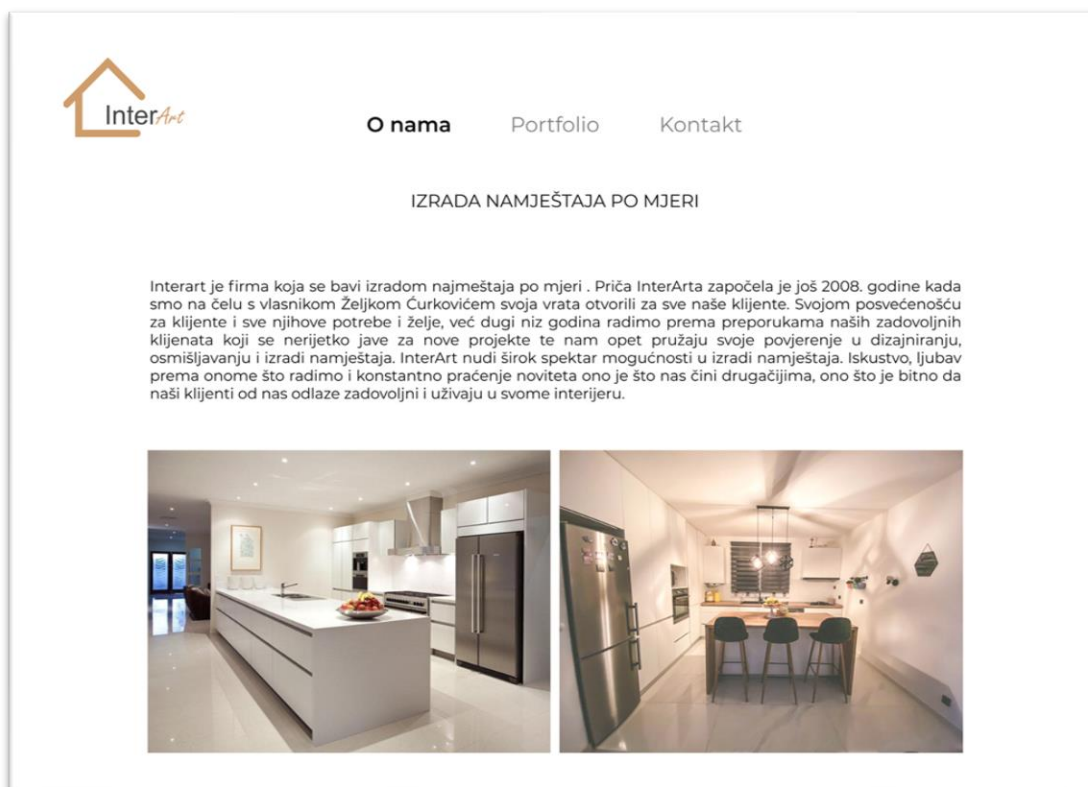 InterArt
O nama Portfolio Kontakt
IZRADA NAMJEŠTAJA PO MJERI
Interart je firma koja se bavi izradom najmeštaja po mjeri . Priča InterArta započela je još 2008. godine kada
smo na čelu s vlasnikom Željkom Ćurkovićem svoja vrata otvorili za sve naše klijente. Svojom posvećenošću
za klijente i sve njihove potrebe i želje, već dugi niz godina radimo prema preporukama naših zadovoljnih
klijenata koji se nerijetko jave za nove projekte te nam opet pružaju svoje povjerenje u dizajniranju,
osmišljavanju i izradi namještaja. InterArt nudi širok spektar mogućnosti u izradi namještaja. Iskustvo, ljubav
prema onome što radimo i konstantno praćenje noviteta ono je što nas čini drugačijima, ono što je bitno da
naši klijenti od nas odlaze zadovoljni i uživaju u svome interijeru.